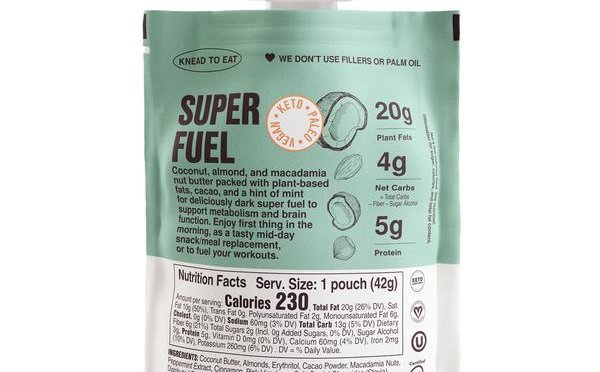 KNEAD TO EAT
♥ WE DON'T USE FILLERS OR PALM OIL
SUPER
FUEL
KETO • PALEO • VEGAN •
Coconut, almond, and macadamia
nut butter packed with plant-based
fats, cacao, and a hint of mint
for deliciously dark super fuel to
support metabolism and brain
function. Enjoy first thing in the
morning, as a tasty mid-day
snack/meal replacement,
or to fuel your workouts.
20g
Plant Fats
4g
Net Carbs
= Total Carbs
– Fiber – Sugar Alcohol
5g
Protein
Nutrition Facts Serv. Size: 1 pouch (42g)
Amount per serving: Calories 230, Total Fat 20g (26% DV), Sat.
Fat 10g (50%), Trans Fat 0g, Polyunsaturated Fat 2g, Monounsaturated Fat 6g,
Cholest. 0g (0% DV) Sodium 60mg (3% DV) Total Carb 13g (5% DV) Dietary
Fiber 6g (21%) Total Sugars 2g (Incl. 0g Added Sugars, 0% DV), Sugar Alcohol
3g, Protein 5g, Vitamin D 0mg (0% DV), Calcium 60mg (4% DV), Iron 2mg
(10% DV), Potassium 260mg (6% DV) . DV = % Daily Value.
INGREDIENTS: Coconut Butter, Almonds, Erythritol, Cacao Powder, Macadamia Nuts,
Peppermint Extract, Cinnamon,
KETO
U
Certified